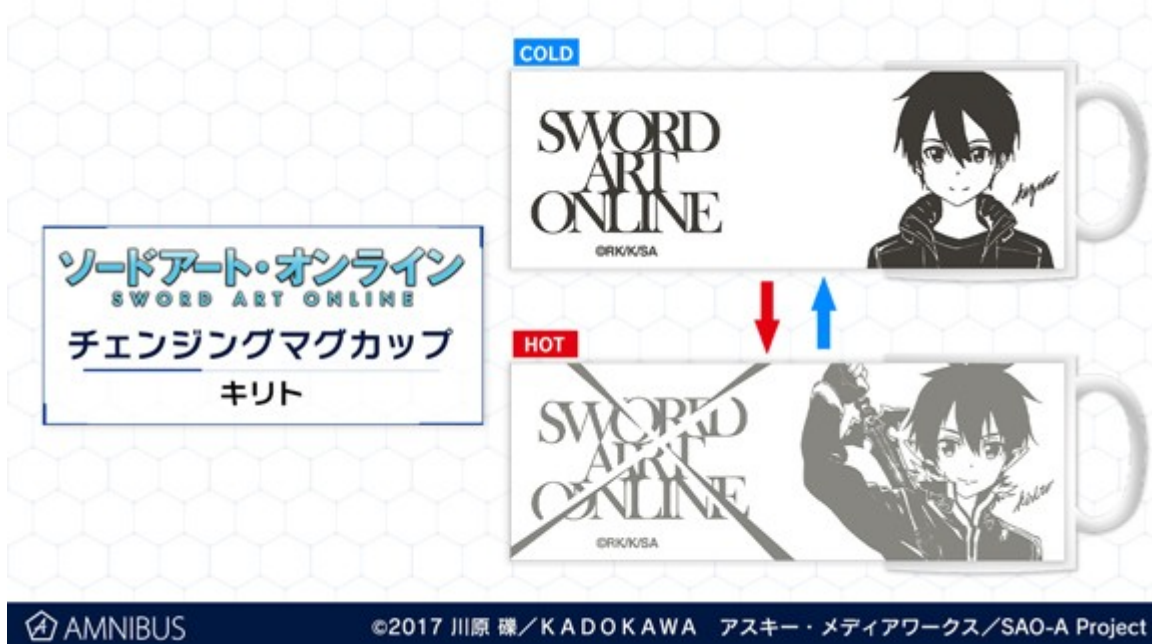 COLD
SWORD
ART
ONLINE
©RK/K/SA
kazuto
ソードアート・オンライン
SWORD ART ONLINE
チェンジングマグカップ
キリト
HOT
SWORD
ART
ONLINE
©RK/K/SA
kirito
AMNIBUS
©2017 川原 礫／KADOKAWA アスキー・メディアワークス／SAO-A Project